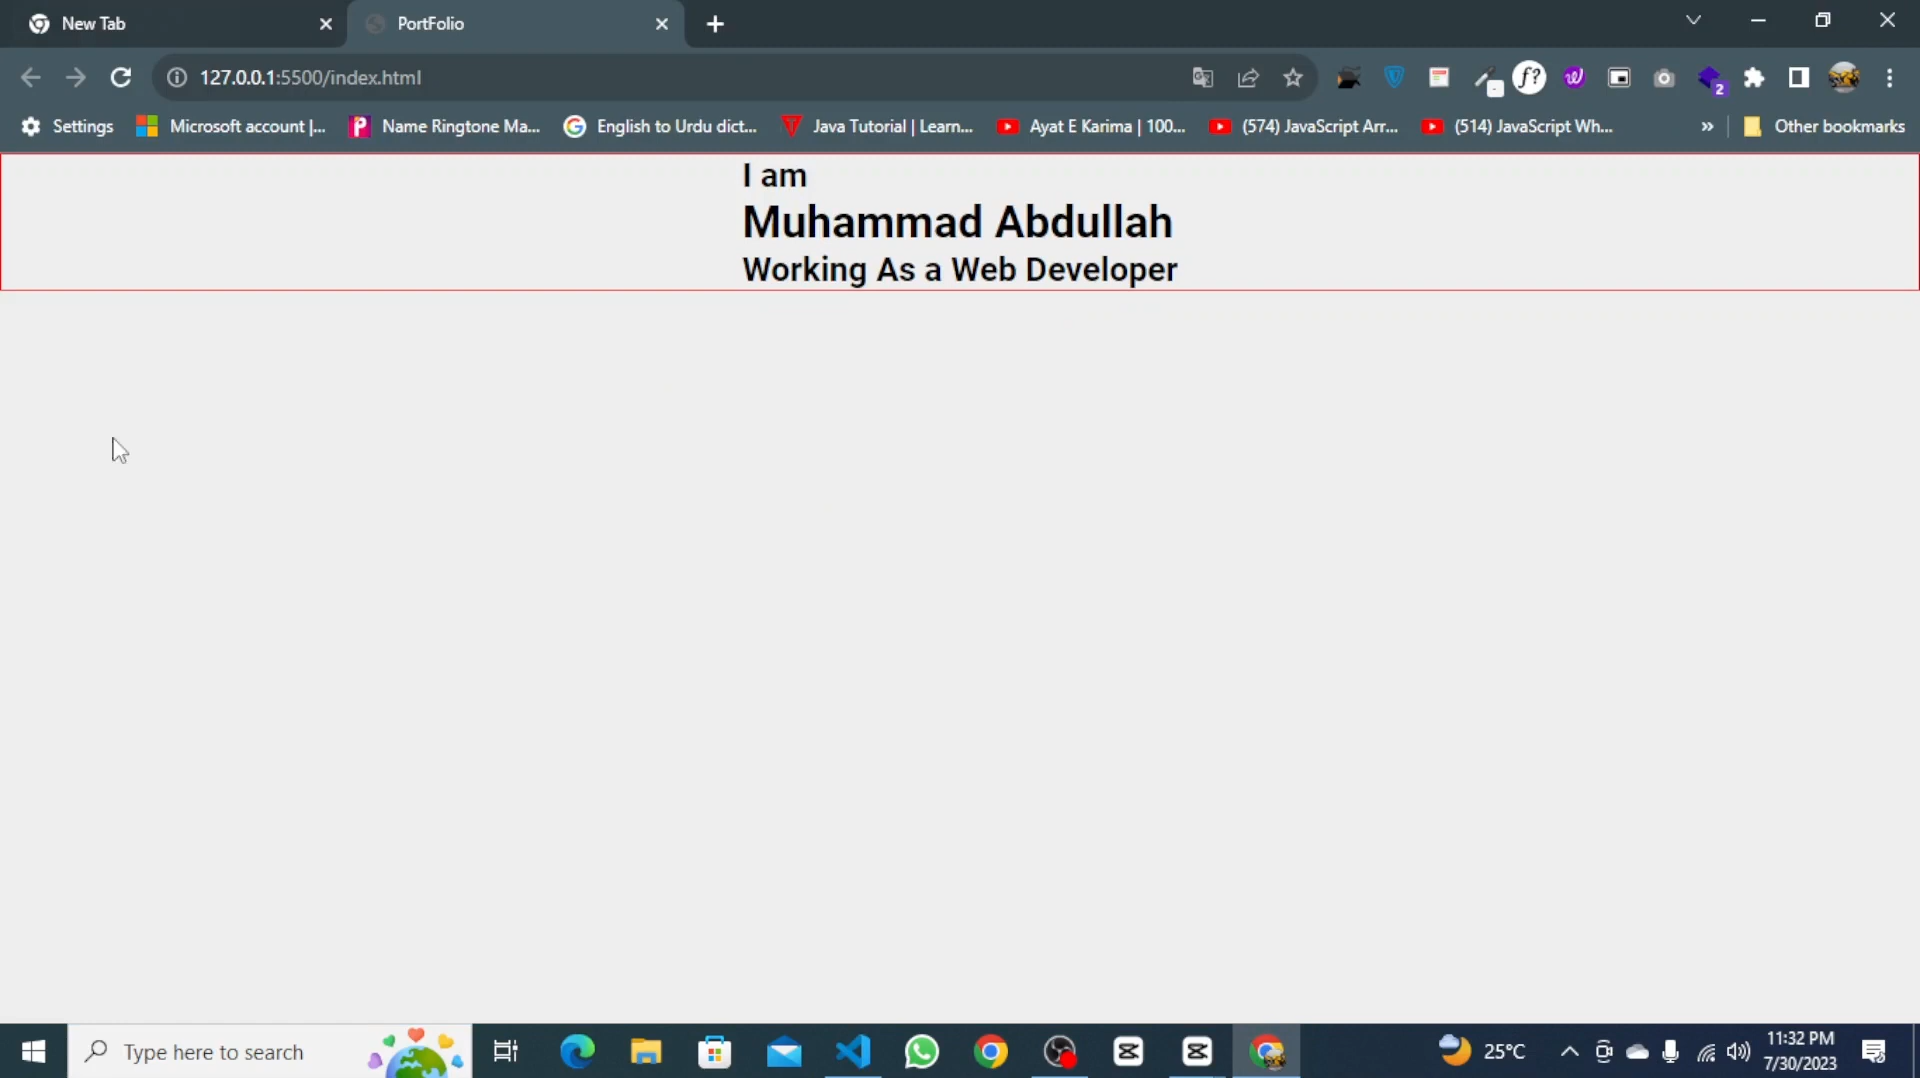 New Tab
PortFolio
127.0.0.1:5500/index.html
Settings
Microsoft account |...
Name Ringtone Ma...
English to Urdu dict...
Java Tutorial | Learn...
Ayat E Karima | 100...
(574) JavaScript Arr...
(514) JavaScript Wh...
»
Other bookmarks
f?
2
I am
Muhammad Abdullah
Working As a Web Developer
Type here to search
25°C
11:32 PM
7/30/2023